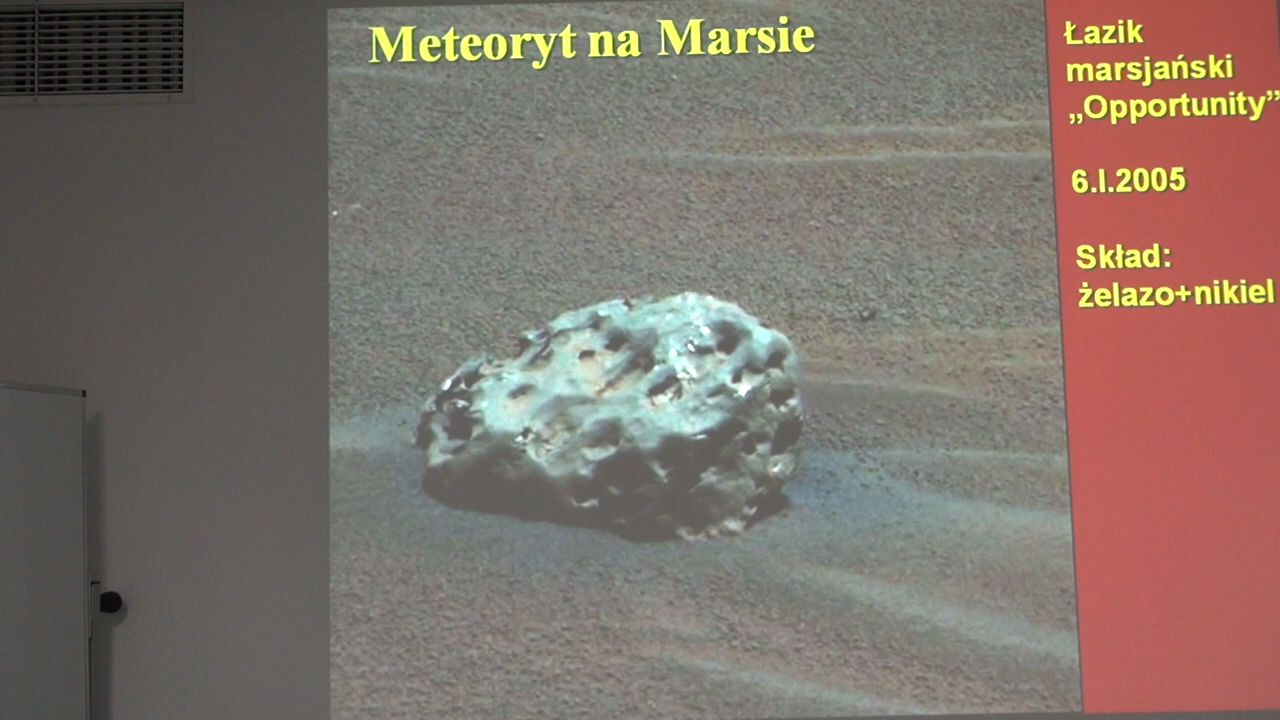 Meteoryt na Marsie
Łazik
marsjański
„Opportunity”
6.I.2005
Skład:
żelazo+nikiel